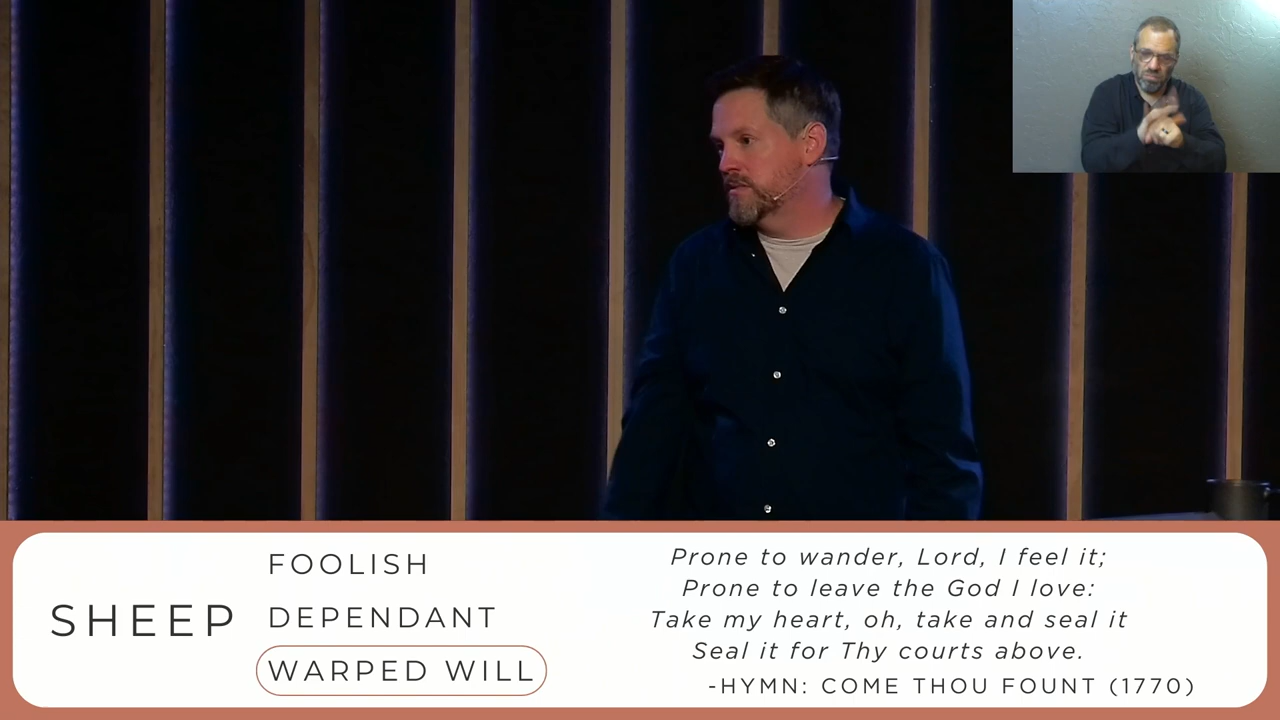 SHEEP
FOOLISH
DEPENDANT
WARPED WILL
Prone to wander, Lord, I feel it;
Prone to leave the God I love:
Take my heart, oh, take and seal it
Seal it for Thy courts above.
-HYMN: COME THOU FOUNT (1770)